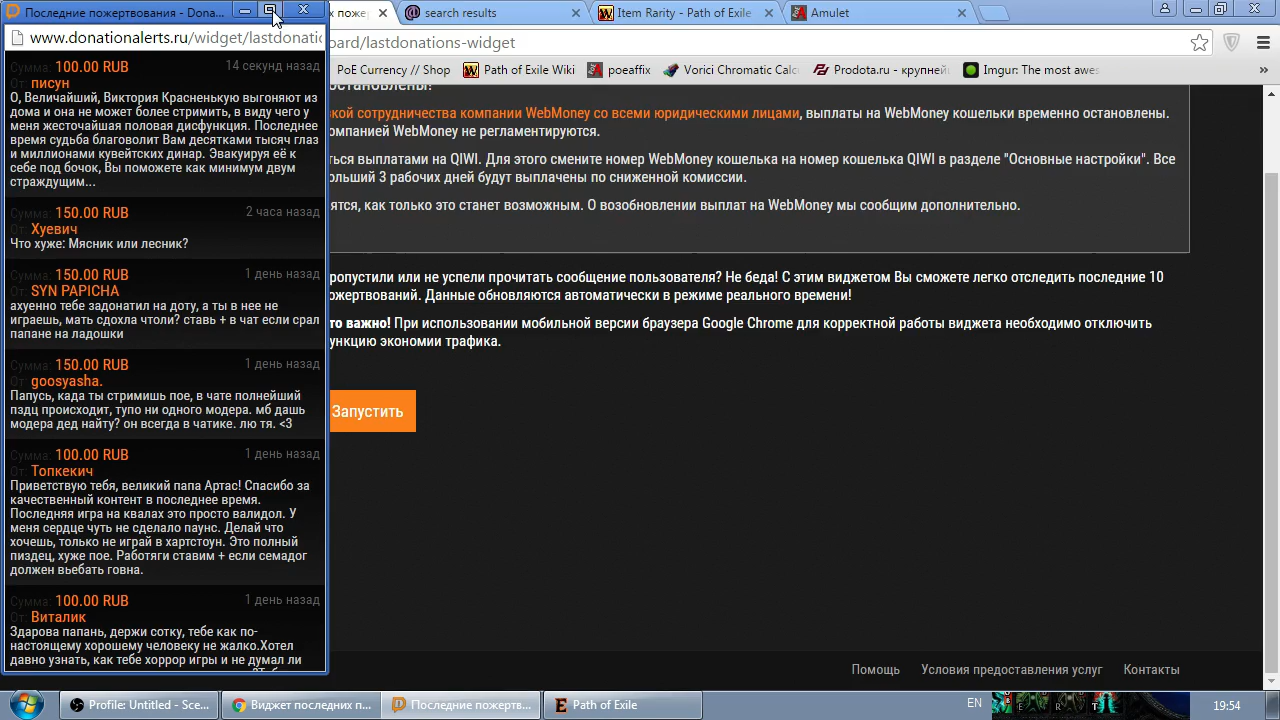 Последние пожертвования - Dona...
www.donationalerts.ru/widget/lastdonatio
Сумма: 100.00 RUB
14 секунд назад
От: писун
О, Величайший, Виктория Красненькую выгоняют из
дома и она не может более стримить, в виду чего у
меня жесточайшая половая дисфункция. Последнее
время судьба благоволит Вам десятками тысяч глаз
и миллионами кувейтских динар. Эвакуируя её к
себе под бочок, Вы поможете как минимум двум
страждущим...
Сумма: 150.00 RUB
2 часа назад
От: Хуевич
Что хуже: Мясник или лесник?
Сумма: 150.00 RUB
1 день назад
От: SYN PAPICHA
ахуенно тебе задонатил на доту, а ты в нее не
играешь, мать сдохла чтоли? ставь + в чат если срал
папане на ладошки
Сумма: 150.00 RUB
1 день назад
От: goosyasha.
Папусь, када ты стримишь пое, в чате полнейший
пздц происходит, тупо ни одного модера. мб дашь
модера дед найту? он всегда в чатике. лю тя. <3
Сумма: 100.00 RUB
1 день назад
От: Топкекич
Приветствую тебя, великий папа Артас! Спасибо за
качественный контент в последнее время.
Последняя игра на квалах это просто валидол. У
меня сердце чуть не сделало паунс. Делай что
хочешь, только не играй в хартстоун. Это полный
пиздец, хуже пое. Работяги ставим + если семадог
должен вьебать говна.
Сумма: 100.00 RUB
1 день назад
От: Виталик
Здарова папань, держи сотку, тебе как по-
настоящему хорошему человеку не жалко.Хотел
давно узнать, как тебе хоррор игры и не думал ли
х пожер
search results
Item Rarity - Path of Exile
Amulet
oard/lastdonations-widget
PoE Currency // Shop
Path of Exile Wiki
poeaffix
Vorici Chromatic Calc
Prodota.ru - крупней
Imgur: The most awes
»
остановлены!
вкой сотрудничества компании WebMoney со всеми юридическими лицами, выплаты на WebMoney кошельки временно остановлены.
омпанией WebMoney не регламентируются.
ться выплатами на QIWI. Для этого смените номер WebMoney кошелька на номер кошелька QIWI в разделе "Основные настройки". Все
ольший 3 рабочих дней будут выплачены по сниженной комиссии.
ятся, как только это станет возможным. О возобновлении выплат на WebMoney мы сообщим дополнительно.
ропустили или не успели прочитать сообщение пользователя? Не беда! С этим виджетом Вы сможете легко отследить последние 10
ожертвований. Данные обновляются автоматически в режиме реального времени!
то важно! При использовании мобильной версии браузера Google Chrome для корректной работы виджета необходимо отключить
ункцию экономии трафика.
Запустить
Помощь
Условия предоставления услуг
Контакты
Profile: Untitled - Sce...
Виджет последних п...
Последние пожертв...
Path of Exile
EN
19:54